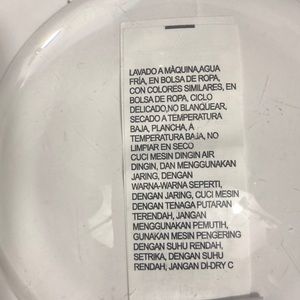 LAVADO A MÀQUINA,AGUA
FRÍA, EN BOLSA DE ROPA,
CON COLORES SIMILARES, EN
BOLSA DE ROPA, CICLO
DELICADO,NO BLANQUEAR,
SECADO A TEMPERATURA
BAJA, PLANCHA, A
TEMPERATURA BAJA, NO
LIMPIAR EN SECO
CUCI MESIN DINGIN AIR
DINGIN, DAN MENGGUNAKAN
JARING, DENGAN
WARNA-WARNA SEPERTI,
DENGAN JARING, CUCI MESIN
DENGAN TENAGA PUTARAN
TERENDAH, JANGAN
MENGGUNAKAN PEMUTIH,
GUNAKAN MESIN PENGERING
DENGAN SUHU RENDAH,
SETRIKA, DENGAN SUHU
RENDAH, JANGAN DI-DRY C